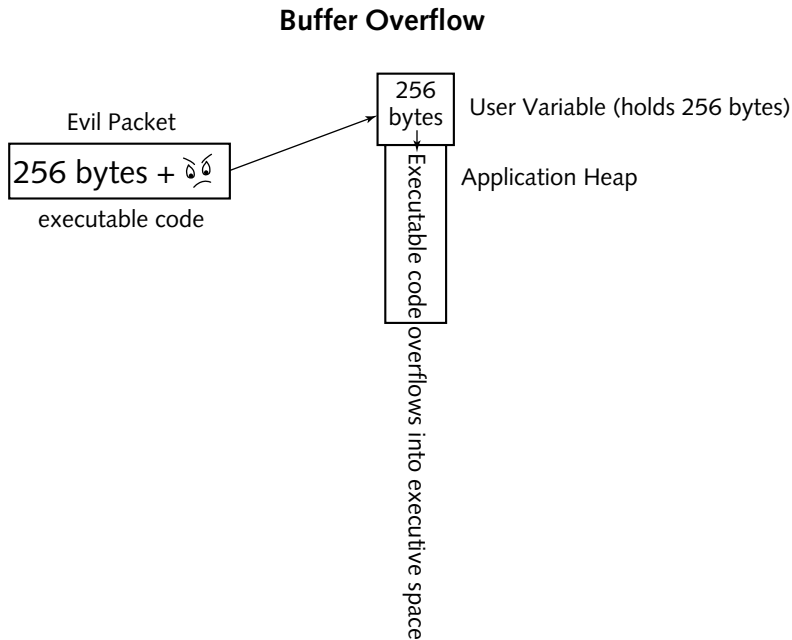 Buffer Overflow
Evil Packet
256 bytes +
executable code
256
bytes
User Variable (holds 256 bytes)
Application Heap
Executable code overflows into executive space